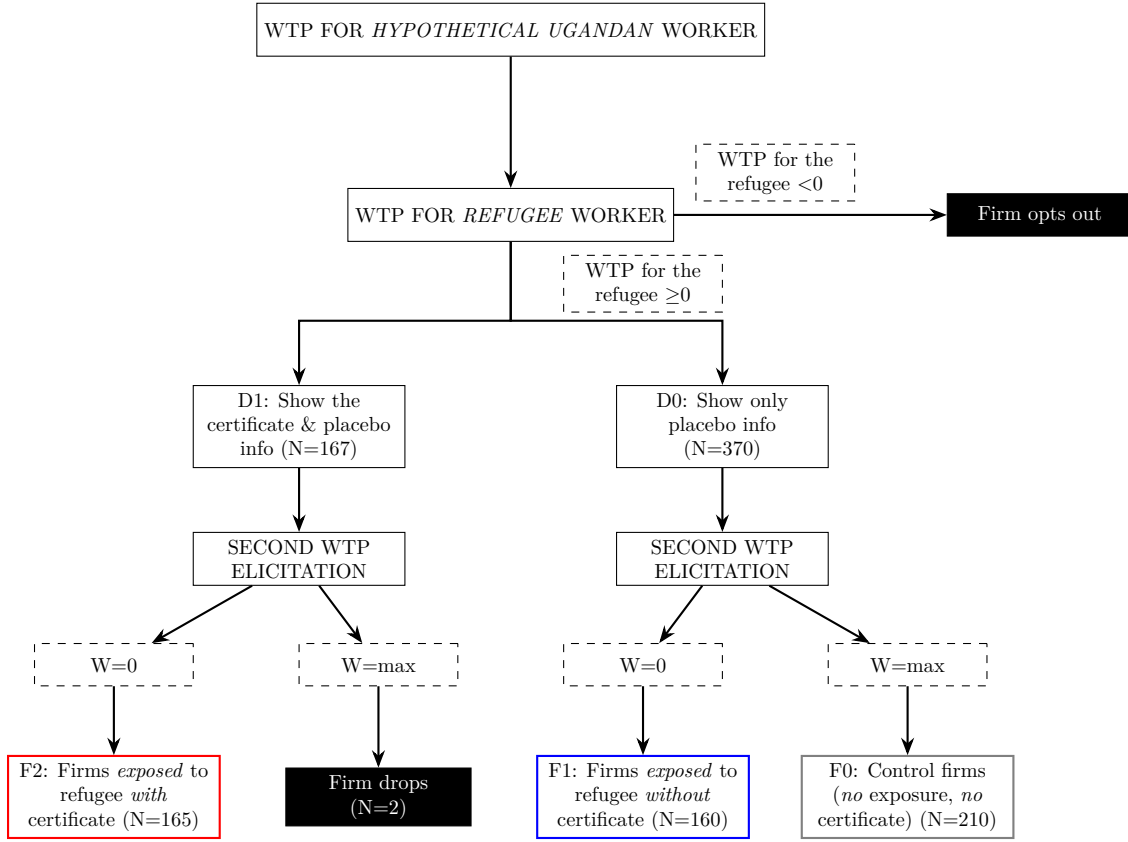 WTP FOR HYPOTHETICAL UGANDAN WORKER
WTP for the
refugee <0
WTP FOR REFUGEE WORKER
Firm opts out
WTP for the
refugee ≥0
D1: Show the
certificate & placebo
info (N=167)
D0: Show only
placebo info
(N=370)
SECOND WTP
ELICITATION
SECOND WTP
ELICITATION
W=0
W=max
W=0
W=max
F2: Firms exposed to
refugee with
certificate (N=165)
Firm drops
(N=2)
F1: Firms exposed to
refugee without
certificate (N=160)
F0: Control firms
(no exposure, no
certificate) (N=210)